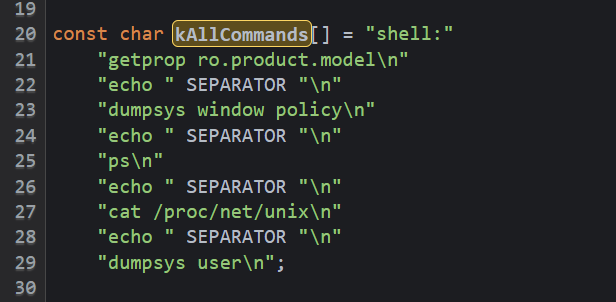 19
20 const char kAllCommands[] = "shell:"
21 "getprop ro.product.model\n"
22 "echo " SEPARATOR "\n"
23 "dumpsys window policy\n"
24 "echo " SEPARATOR "\n"
25 "ps\n"
26 "echo " SEPARATOR "\n"
27 "cat /proc/net/unix\n"
28 "echo " SEPARATOR "\n"
29 "dumpsys user\n";
30